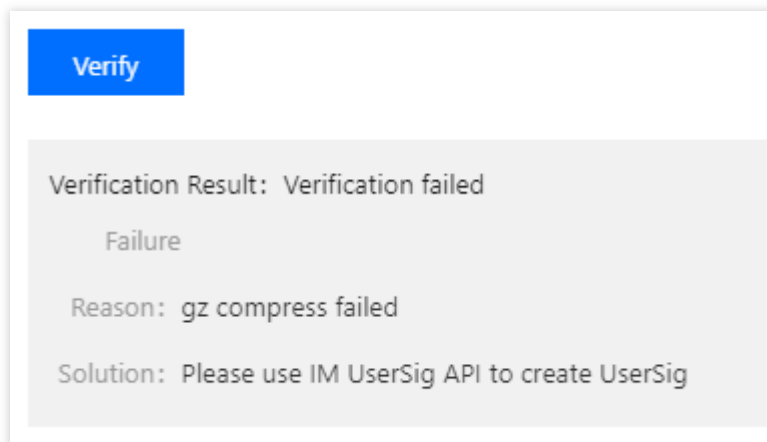 Verify
Verification Result: Verification failed
Failure
Reason: gz compress failed
Solution: Please use IM UserSig API to create UserSig